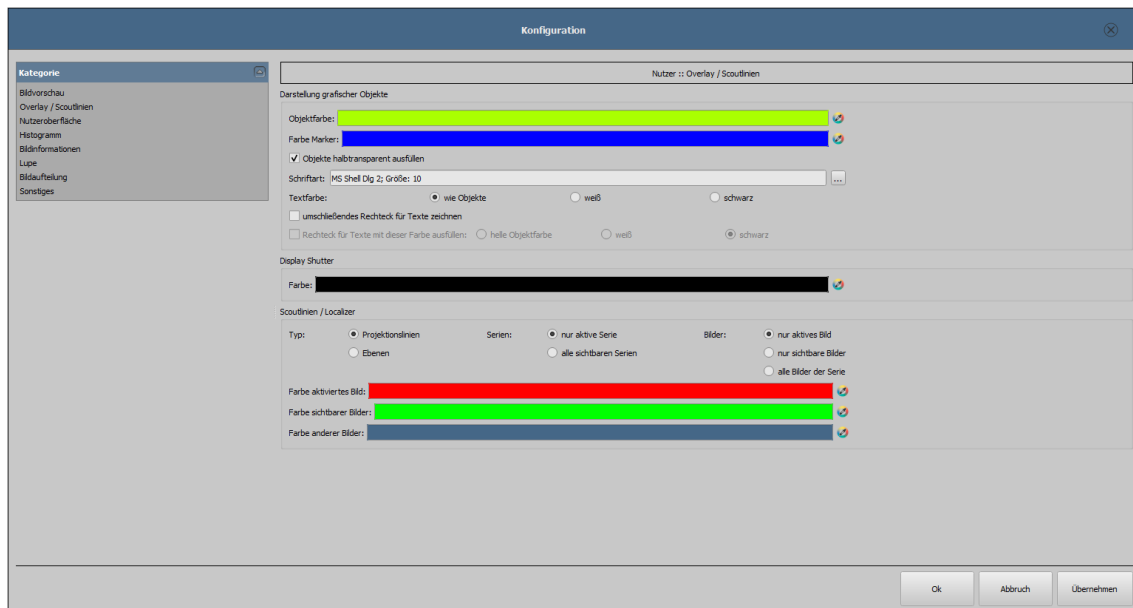 Konfiguration
Kategorie
Bildvorschau
Overlay / Scoutlinien
Nutzeroberfläche
Histogramm
Bildinformationen
Lupe
Bildaufteilung
Sonstiges
Nutzer :: Overlay / Scoutlinien
Darstellung grafischer Objekte
Objektfarbe:
Farbe Marker:
Objekte halbtransparent ausfüllen
Schriftart: MS Shell Dlg 2; Größe: 10 ...
Textfarbe: wie Objekte weiß schwarz
umschließendes Rechteck für Texte zeichnen
Rechteck für Texte mit dieser Farbe ausfüllen: helle Objektfarbe weiß schwarz
Display Shutter
Farbe:
Scoutlinien / Localizer
Typ: Projektionslinien Serien: nur aktive Serie Bilder: nur aktives Bild
Ebenen alle sichtbaren Serien nur sichtbare Bilder
alle Bilder der Serie
Farbe aktiviertes Bild:
Farbe sichtbarer Bilder:
Farbe anderer Bilder:
Ok Abbruch Übernehmen